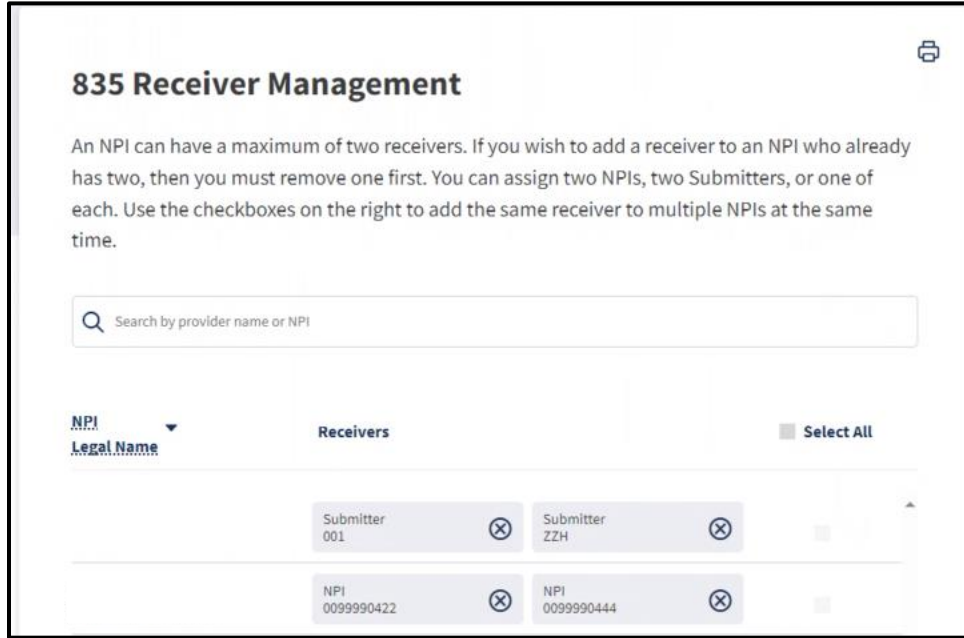 835 Receiver Management
An NPI can have a maximum of two receivers. If you wish to add a receiver to an NPI who already
has two, then you must remove one first. You can assign two NPIs, two Submitters, or one of
each. Use the checkboxes on the right to add the same receiver to multiple NPIs at the same
time.
Search by provider name or NPI
NPI
Legal Name
Receivers
Select All
Submitter
001
Submitter
ZZH
NPI
0099990422
NPI
0099990444